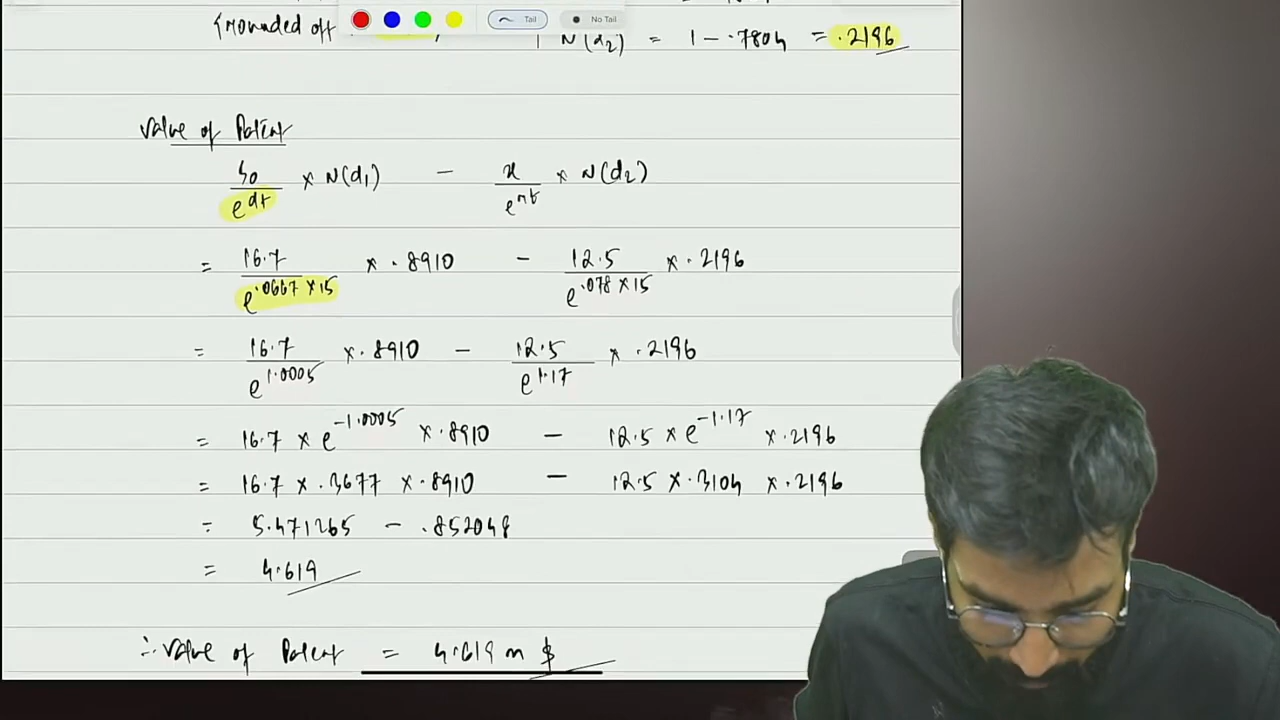 (rounded off
Tail
No Tail
N(d₂) = 1 - .7804 = .2196
Value of Patent
S₀/e^dt × N(d₁) - x/e^rt × N(d₂)
= 16.7/e^.0667 × 15 × .8910 - 12.5/e^.078 × 15 × .2196
= 16.7/e^1.0005 × .8910 - 12.5/e^1.17 × .2196
= 16.7 × e^-1.0005 × .8910 - 12.5 × e^-1.17 × .2196
= 16.7 × .3677 × .8910 - 12.5 × .3104 × .2196
= 5.471265 - .852048
= 4.619
∴ Value of Patent = 4.619 m $